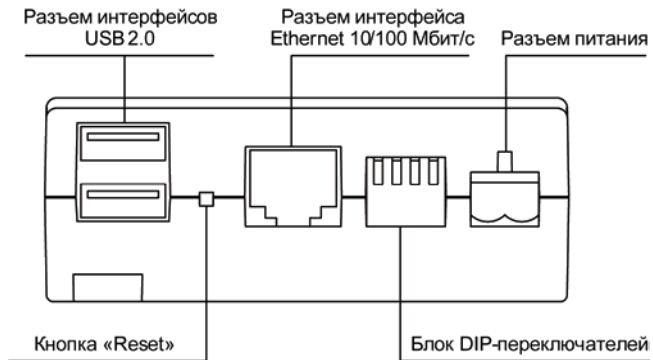 Разъем интерфейсов
USB 2.0
Разъем интерфейса
Ethernet 10/100 Мбит/с
Разъем питания
Кнопка «Reset»
Блок DIP-переключателей